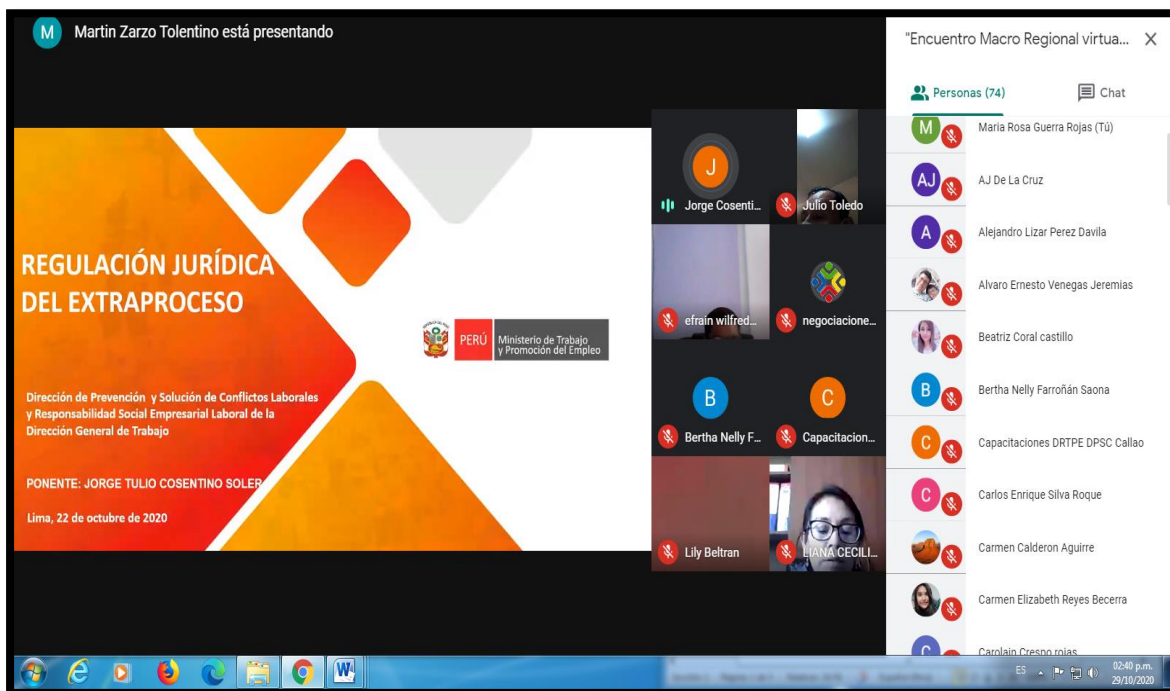 M Martin Zarzo Tolentino está presentando
REGULACIÓN JURÍDICA
DEL EXTRAPROCESO
PERÚ
Ministerio de Trabajo
y Promoción del Empleo
Dirección de Prevención y Solución de Conflictos Laborales
y Responsabilidad Social Empresarial Laboral de la
Dirección General de Trabajo
PONENTE: JORGE TULIO COSENTINO SOLER
Lima, 22 de octubre de 2020
J
Jorge Cosenti...
Julio Toledo
efrain wilfred...
negociacione...
B
Bertha Nelly F...
C
Capacitacion...
Lily Beltran
LIANA CECILI...
"Encuentro Macro Regional virtua...
Personas (74)
Chat
M Maria Rosa Guerra Rojas (Tú)
AJ AJ De La Cruz
A Alejandro Lizar Perez Davila
Alvaro Ernesto Venegas Jeremias
Beatriz Coral castillo
B Bertha Nelly Farroñán Saona
C Capacitaciones DRTPE DPSC Callao
C Carlos Enrique Silva Roque
Carmen Calderon Aguirre
Carmen Elizabeth Reyes Becerra
C Carolain Crespo rojas
ES
02:40 p.m.
29/10/2020